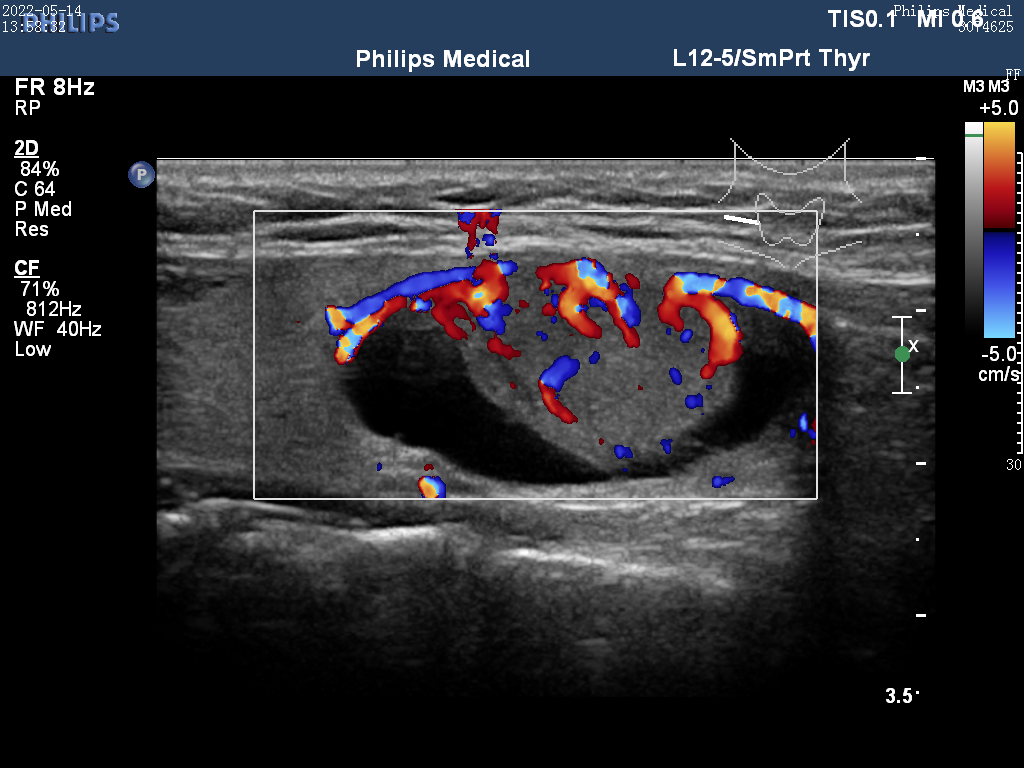 2022-05-14
13:58:32
PHILIPS
TIS0.1 MI 0.6
Philips Medical
Philips Medical
L12-5/SmPrt Thyr
FF
FR 8Hz
RP
M3 M3
+5.0
2D
84%
C 64
P Med
Res
P
CF
71%
812Hz
WF 40Hz
Low
X
-5.0
cm/s
30
3.5